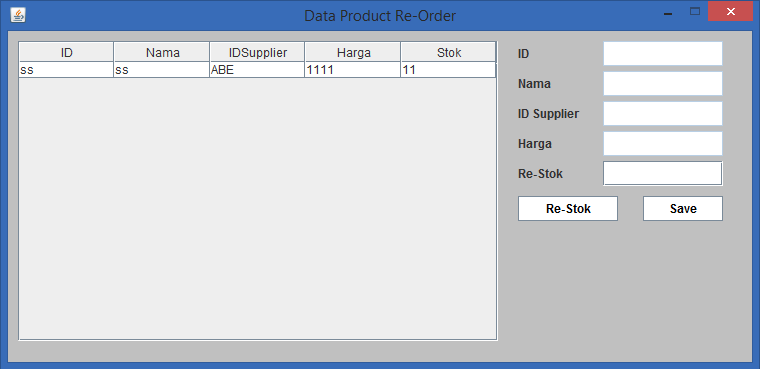 Data Product Re-Order
ID Nama IDSupplier Harga Stok
ss ss ABE 1111 11
ID
Nama
ID Supplier
Harga
Re-Stok
Re-Stok Save